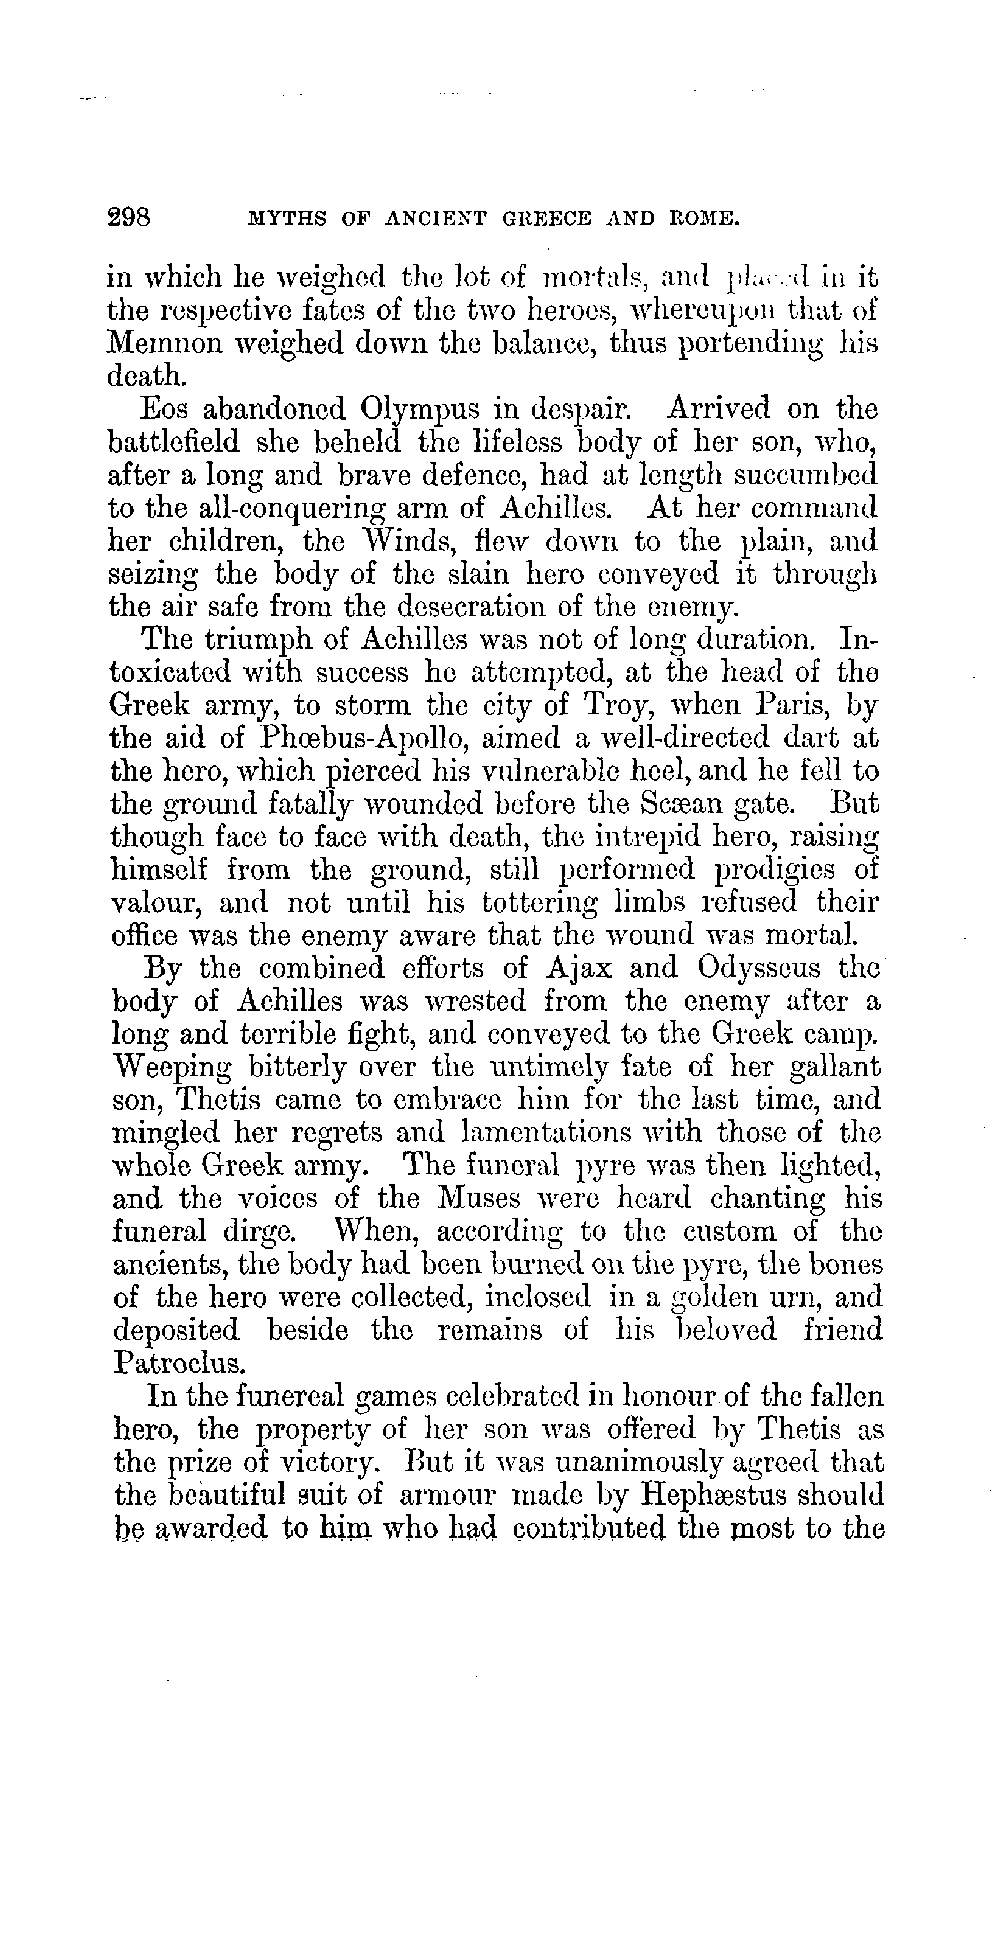 298 MYTHS OF ANCIENT GREECE AND ROME.
in which he weighed the lot of mortals, and placed in it
the respective fates of the two heroes, whereupon that of
Memnon weighed down the balance, thus portending his
death.
Eos abandoned Olympus in despair. Arrived on the
battlefield she beheld the lifeless body of her son, who,
after a long and brave defence, had at length succumbed
to the all-conquering arm of Achilles. At her command
her children, the Winds, flew down to the plain, and
seizing the body of the slain hero conveyed it through
the air safe from the desecration of the enemy.
The triumph of Achilles was not of long duration. In-
toxicated with success he attempted, at the head of the
Greek army, to storm the city of Troy, when Paris, by
the aid of Phœbus-Apollo, aimed a well-directed dart at
the hero, which pierced his vulnerable heel, and he fell to
the ground fatally wounded before the Scæan gate. But
though face to face with death, the intrepid hero, raising
himself from the ground, still performed prodigies of
valour, and not until his tottering limbs refused their
office was the enemy aware that the wound was mortal.
By the combined efforts of Ajax and Odysseus the
body of Achilles was wrested from the enemy after a
long and terrible fight, and conveyed to the Greek camp.
Weeping bitterly over the untimely fate of her gallant
son, Thetis came to embrace him for the last time, and
mingled her regrets and lamentations with those of the
whole Greek army. The funeral pyre was then lighted,
and the voices of the Muses were heard chanting his
funeral dirge. When, according to the custom of the
ancients, the body had been burned on the pyre, the bones
of the hero were collected, inclosed in a golden urn, and
deposited beside the remains of his beloved friend
Patroclus.
In the funereal games celebrated in honour of the fallen
hero, the property of her son was offered by Thetis as
the prize of victory. But it was unanimously agreed that
the beautiful suit of armour made by Hephæstus should
be awarded to him who had contributed the most to the